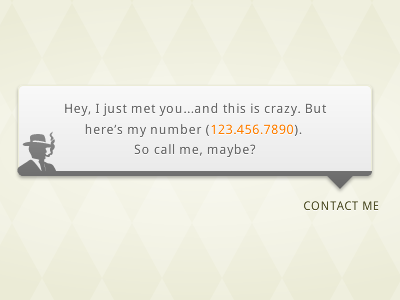 Hey, I just met you...and this is crazy. But
here's my number (123.456.7890).
So call me, maybe?
CONTACT ME